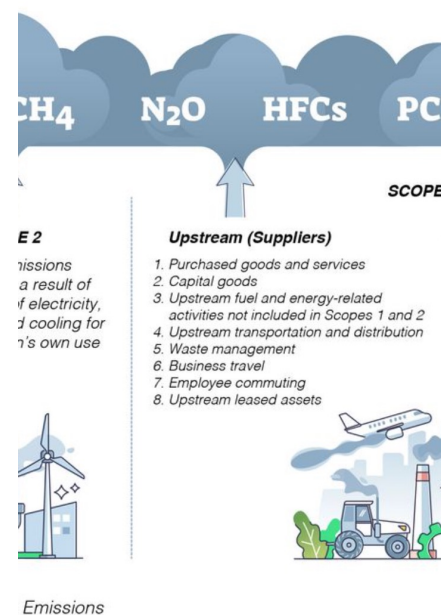 CH4 N2O HFCs PC
SCOPE
E 2
nissions
a result of
of electricity,
d cooling for
n's own use
Upstream (Suppliers)
1. Purchased goods and services
2. Capital goods
3. Upstream fuel and energy-related
activities not included in Scopes 1 and 2
4. Upstream transportation and distribution
5. Waste management
6. Business travel
7. Employee commuting
8. Upstream leased assets
Emissions